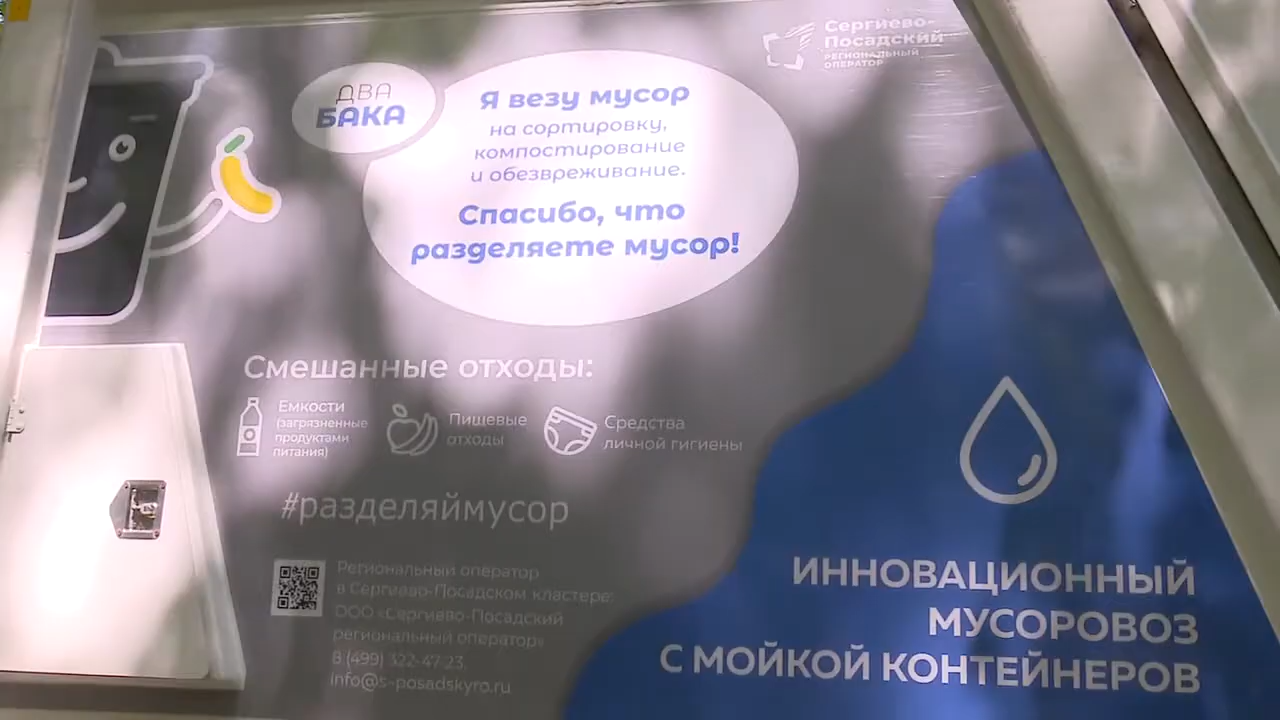 Сергиево-
Посадский
РЕГИОНАЛЬНЫЙ
ОПЕРАТОР
ДВА
БАКА
Я везу мусор
на сортировку,
компостирование
и обезвреживание.
Спасибо, что
разделяете мусор!
Смешанные отходы:
Емкости
(загрязненные
продуктами
питания)
Пищевые
отходы
Средства
личной гигиены
#разделяймусор
Региональный оператор
в Сергиево-Посадском кластере:
ООО «Сергиево-Посадский
региональный оператор»
8 (499) 322-47-23,
info@s-posadskyro.ru
ИННОВАЦИОННЫЙ
МУСОРОВОЗ
С МОЙКОЙ КОНТЕЙНЕРОВ